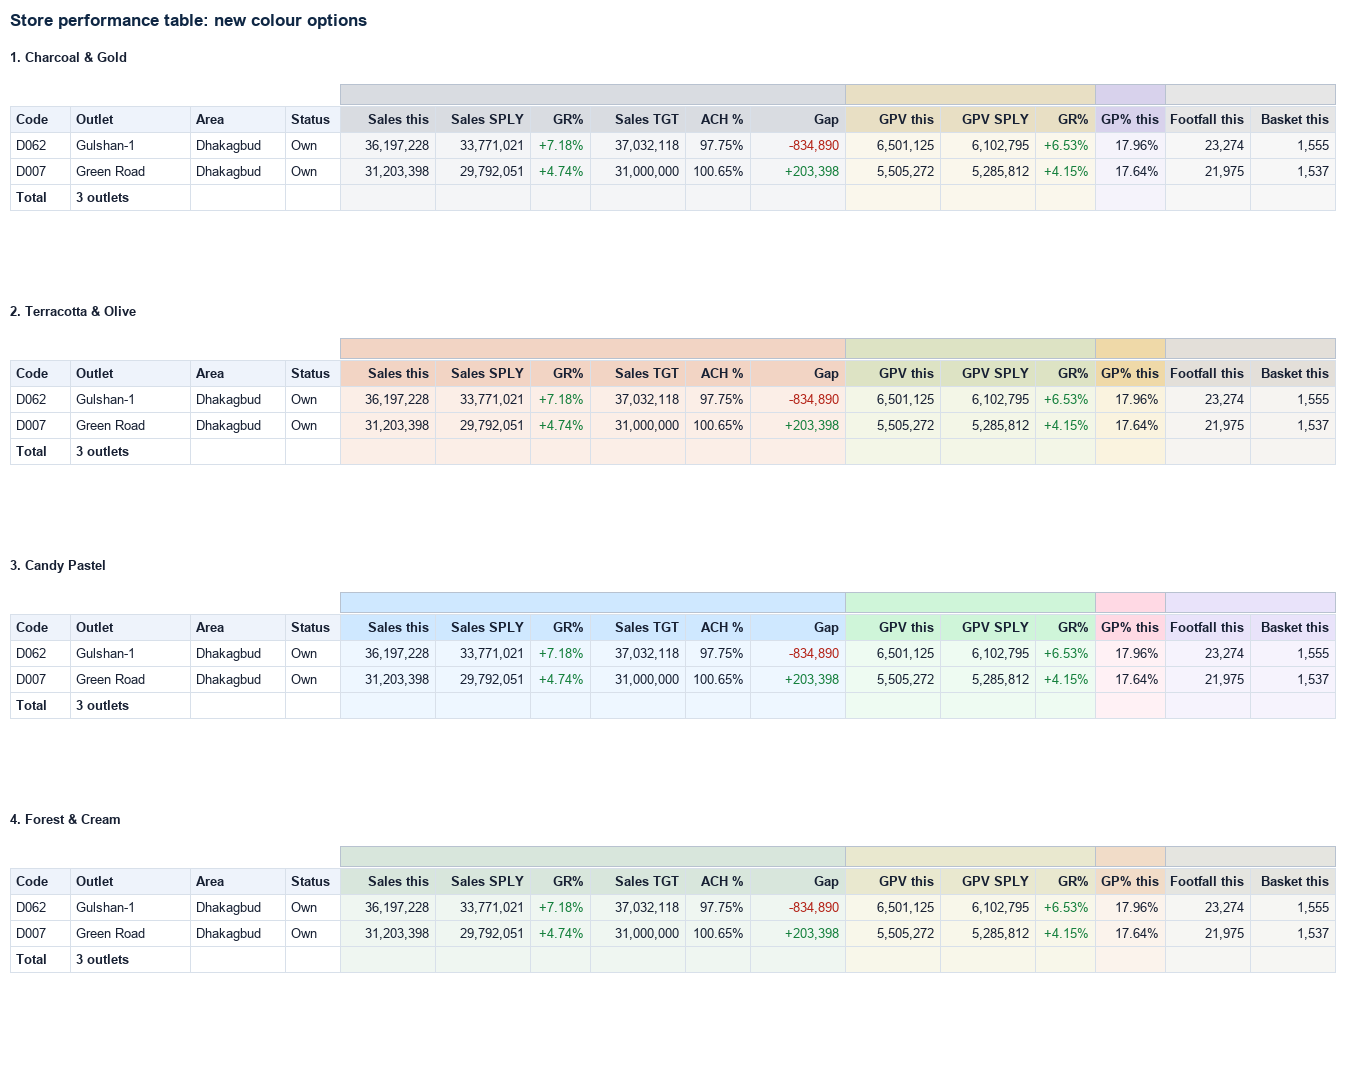 Store performance table: new colour options
1. Charcoal & Gold
Code Outlet Area Status Sales this Sales SPLY GR% Sales TGT ACH % Gap GPV this GPV SPLY GR% GP% this Footfall this Basket this
D062 Gulshan-1 Dhakagbud Own 36,197,228 33,771,021 +7.18% 37,032,118 97.75% -834,890 6,501,125 6,102,795 +6.53% 17.96% 23,274 1,555
D007 Green Road Dhakagbud Own 31,203,398 29,792,051 +4.74% 31,000,000 100.65% +203,398 5,505,272 5,285,812 +4.15% 17.64% 21,975 1,537
Total 3 outlets
2. Terracotta & Olive
Code Outlet Area Status Sales this Sales SPLY GR% Sales TGT ACH % Gap GPV this GPV SPLY GR% GP% this Footfall this Basket this
D062 Gulshan-1 Dhakagbud Own 36,197,228 33,771,021 +7.18% 37,032,118 97.75% -834,890 6,501,125 6,102,795 +6.53% 17.96% 23,274 1,555
D007 Green Road Dhakagbud Own 31,203,398 29,792,051 +4.74% 31,000,000 100.65% +203,398 5,505,272 5,285,812 +4.15% 17.64% 21,975 1,537
Total 3 outlets
3. Candy Pastel
Code Outlet Area Status Sales this Sales SPLY GR% Sales TGT ACH % Gap GPV this GPV SPLY GR% GP% this Footfall this Basket this
D062 Gulshan-1 Dhakagbud Own 36,197,228 33,771,021 +7.18% 37,032,118 97.75% -834,890 6,501,125 6,102,795 +6.53% 17.96% 23,274 1,555
D007 Green Road Dhakagbud Own 31,203,398 29,792,051 +4.74% 31,000,000 100.65% +203,398 5,505,272 5,285,812 +4.15% 17.64% 21,975 1,537
Total 3 outlets
4. Forest & Cream
Code Outlet Area Status Sales this Sales SPLY GR% Sales TGT ACH % Gap GPV this GPV SPLY GR% GP% this Footfall this Basket this
D062 Gulshan-1 Dhakagbud Own 36,197,228 33,771,021 +7.18% 37,032,118 97.75% -834,890 6,501,125 6,102,795 +6.53% 17.96% 23,274 1,555
D007 Green Road Dhakagbud Own 31,203,398 29,792,051 +4.74% 31,000,000 100.65% +203,398 5,505,272 5,285,812 +4.15% 17.64% 21,975 1,537
Total 3 outlets